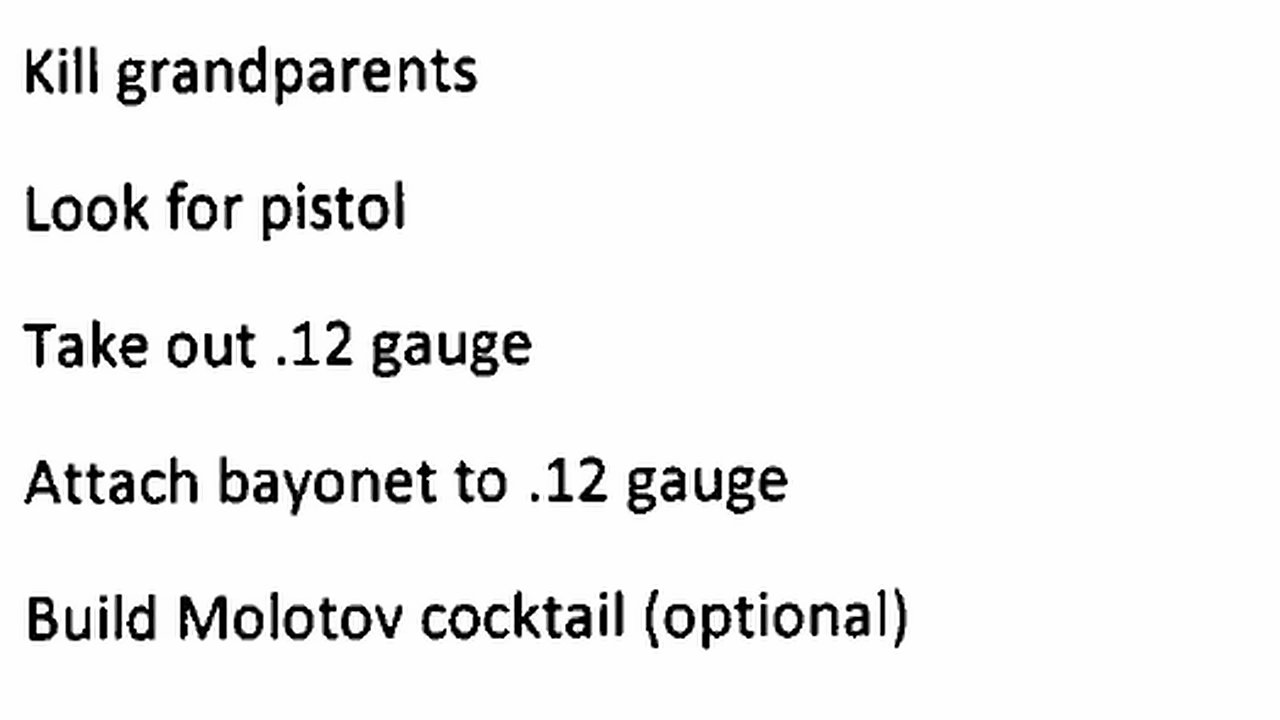 Kill grandparents
Look for pistol
Take out .12 gauge
Attach bayonet to .12 gauge
Build Molotov cocktail (optional)